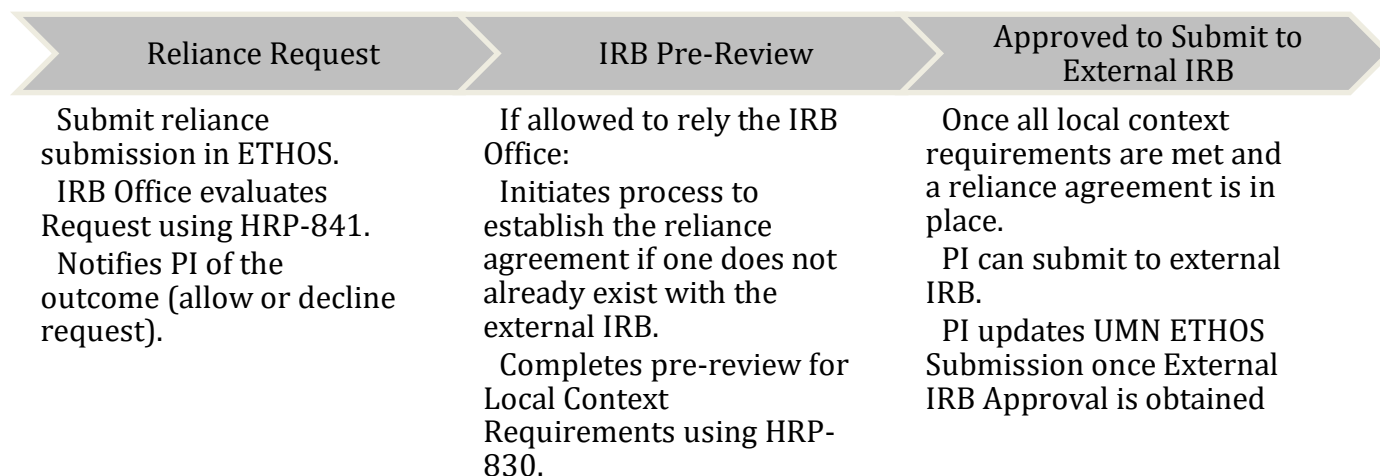 Reliance Request
IRB Pre-Review
Approved to Submit to
External IRB
Submit reliance
submission in ETHOS.
IRB Office evaluates
Request using HRP-841.
Notifies PI of the
outcome (allow or decline
request).
If allowed to rely the IRB
Office:
Initiates process to
establish the reliance
agreement if one does not
already exist with the
external IRB.
Completes pre-review for
Local Context
Requirements using HRP-
830.
Once all local context
requirements are met and
a reliance agreement is in
place.
PI can submit to external
IRB.
PI updates UMN ETHOS
Submission once External
IRB Approval is obtained